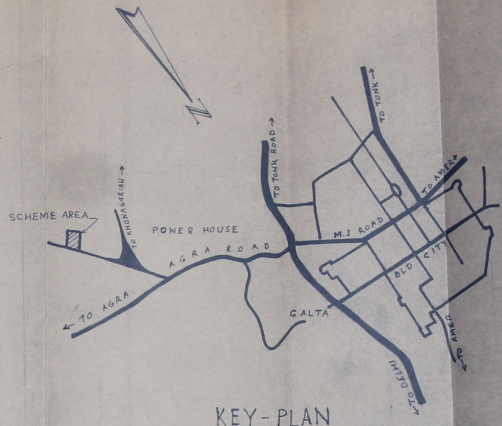 N
TO TONK →
TO TONK ROAD →
TO AMER →
TO KHONAGORIAN →
SCHEME AREA
POWER HOUSE
M.I ROAD
AGRA ROAD
OLD CITY
← TO AGRA
GALTA
← TO AMER
← TO DELHI
KEY-PLAN